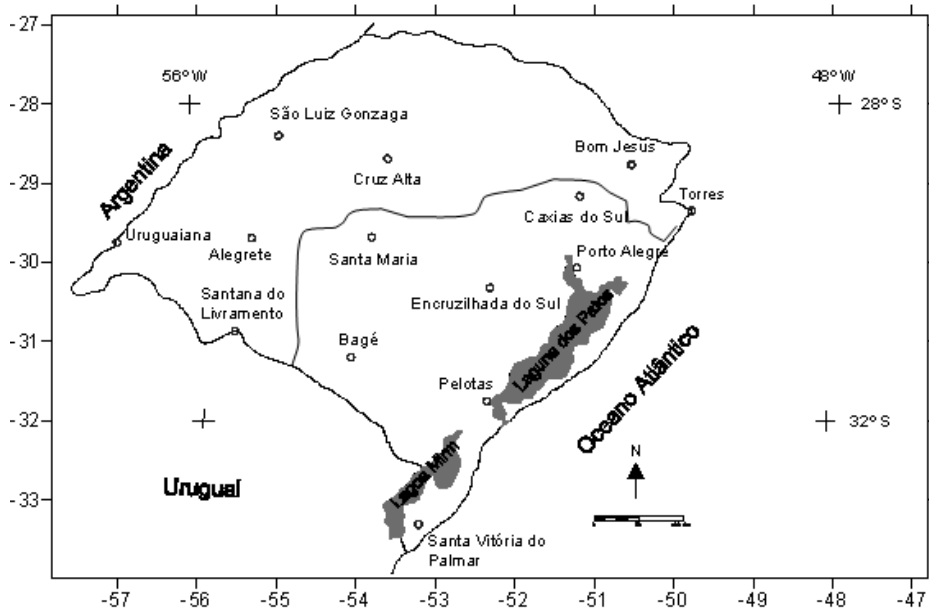 -27
-28
-29
-30
-31
-32
-33
56° W
48° W
28° S
São Luiz Gonzaga
Bom Jesus
Cruz Alta
Argentina
Torres
Caxias do Sul
Uruguaiana
Alegrete
Santa Maria
Porto Alegre
Santana do
Livramento
Encruzilhada do Sul
Laguna dos Patos
Bagé
Pelotas
Oceano Atlântico
32° S
Lagoa Mirim
N
Uruguai
Santa Vitória do
Palmar
-57 -56 -55 -54 -53 -52 -51 -50 -49 -48 -47